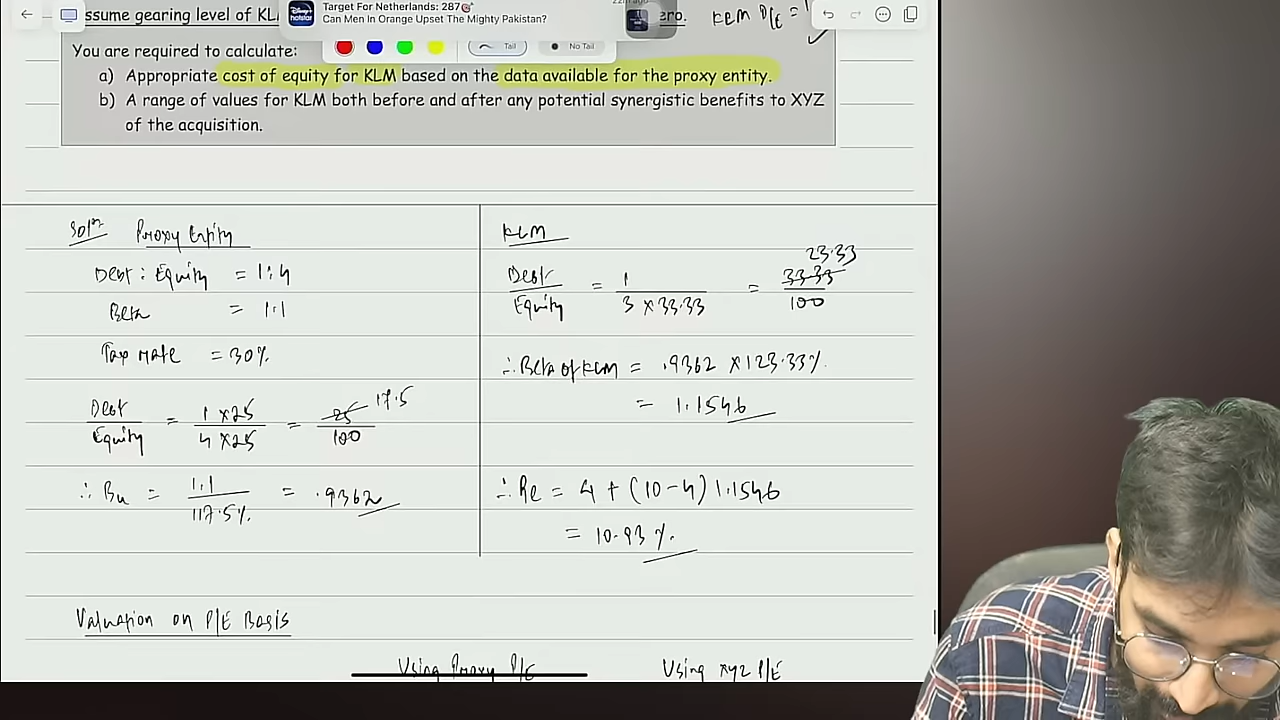 ssume gearing level of KL
Target For Netherlands: 287🎯
Can Men In Orange Upset The Mighty Pakistan?
ero.
KLM P/E =
You are required to calculate:
Tail
No Tail
a) Appropriate cost of equity for KLM based on the data available for the proxy entity.
b) A range of values for KLM both before and after any potential synergistic benefits to XYZ
of the acquisition.
Soln Proxy Entity
Debt : Equity = 1:4
Beta = 1.1
Tax rate = 30%
Debt/Equity = 1 × 25 / 4 × 25 = 25 17.5 / 100
∴ Bu = 1.1 / 117.5% = .9362
KLM
Debt/Equity = 1 / 3 × 33.33 = 33.33 23.33 / 100
∴ Beta of KLM = .9362 × 123.33%
= 1.1546
∴ Re = 4 + (10-4) 1.1546
= 10.93%
Valuation on P/E Basis
Using Proxy P/E Using XYZ P/E